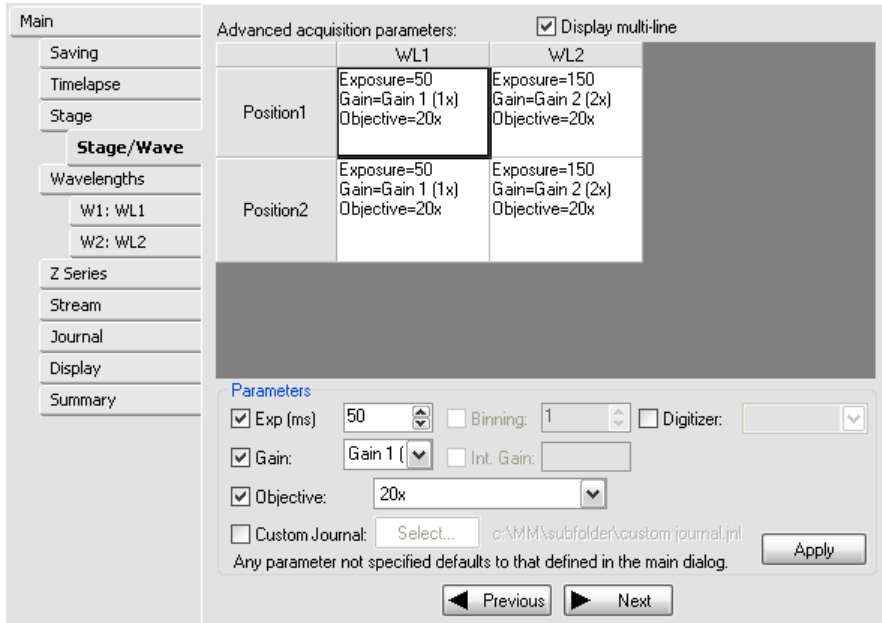 Main
Saving
Timelapse
Stage
Stage/Wave
Wavelengths
W1: WL1
W2: WL2
Z Series
Stream
Journal
Display
Summary
Advanced acquisition parameters:
Display multi-line
WL1 WL2
Position1
Exposure=50
Gain=Gain 1 (1x)
Objective=20x
Exposure=150
Gain=Gain 2 (2x)
Objective=20x
Position2
Exposure=50
Gain=Gain 1 (1x)
Objective=20x
Exposure=150
Gain=Gain 2 (2x)
Objective=20x
Parameters
Exp (ms) 50 Binning: 1 Digitizer:
Gain: Gain 1 ( Int. Gain:
Objective: 20x
Custom Journal: Select... c:\MM\subfolder\custom journal.jnl
Any parameter not specified defaults to that defined in the main dialog.
Apply
Previous Next